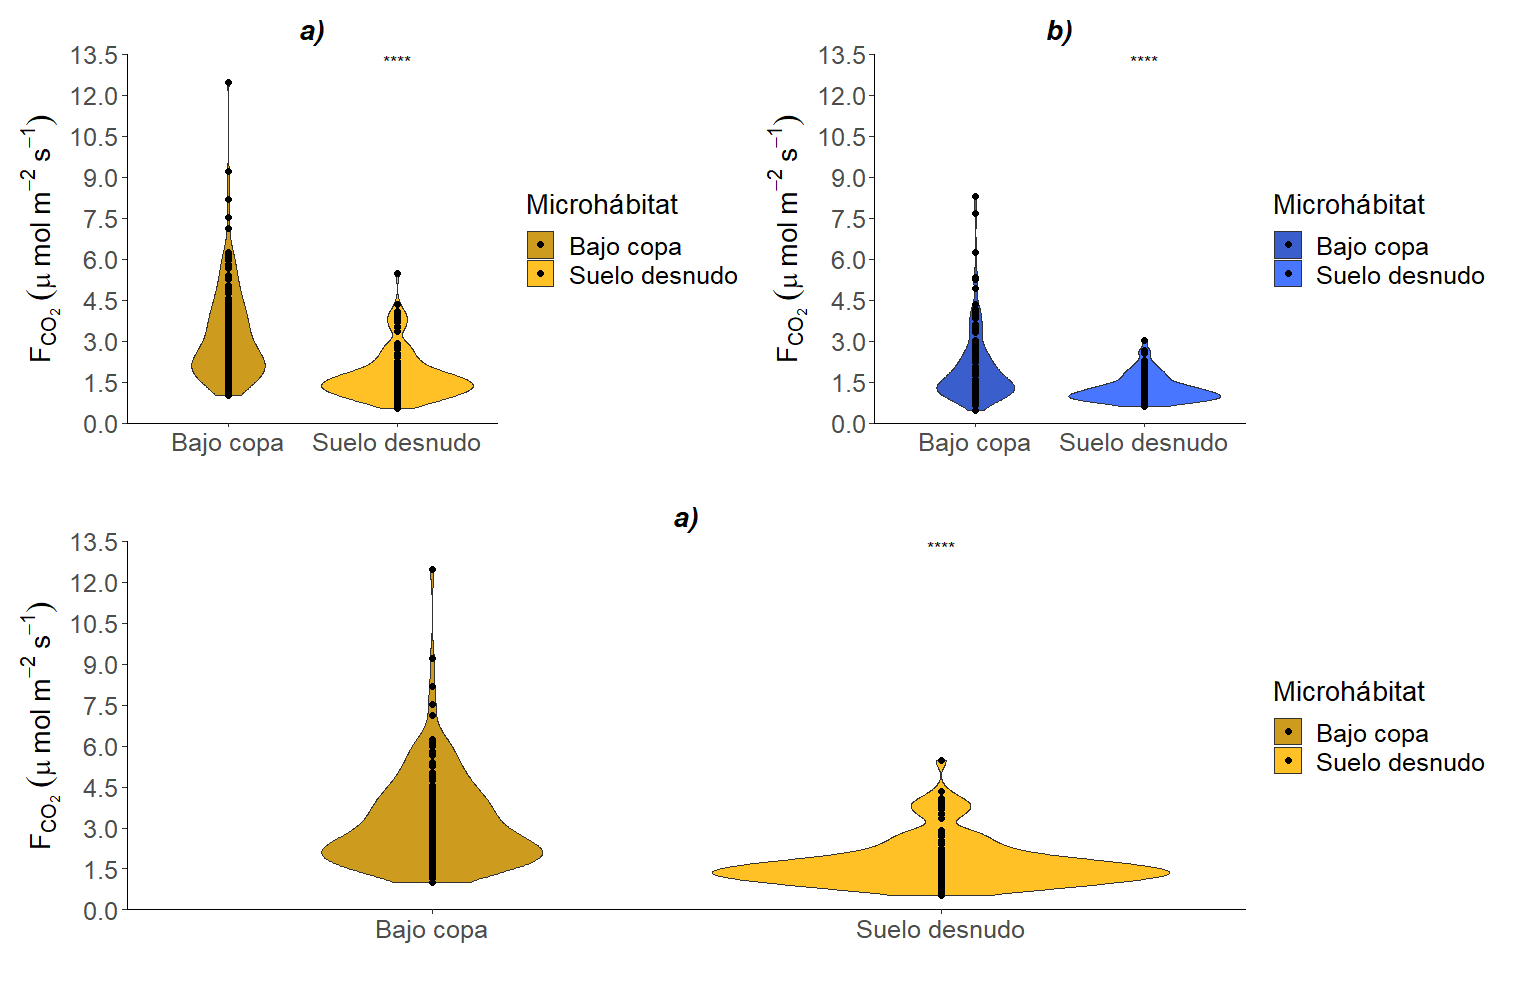 a)
****
13.5
12.0
10.5
9.0
7.5
6.0
4.5
3.0
1.5
0.0
F_CO₂ (μ mol m⁻² s⁻¹)
Bajo copa
Suelo desnudo
Microhábitat
Bajo copa
Suelo desnudo
b)
****
13.5
12.0
10.5
9.0
7.5
6.0
4.5
3.0
1.5
0.0
F_CO₂ (μ mol m⁻² s⁻¹)
Bajo copa
Suelo desnudo
Microhábitat
Bajo copa
Suelo desnudo
a)
****
13.5
12.0
10.5
9.0
7.5
6.0
4.5
3.0
1.5
0.0
F_CO₂ (μ mol m⁻² s⁻¹)
Bajo copa
Suelo desnudo
Microhábitat
Bajo copa
Suelo desnudo